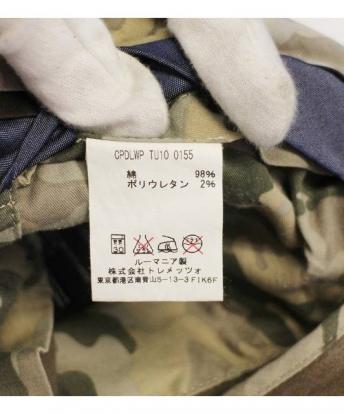 CPDLWP TU10 0155
綿 98%
ポリウレタン 2%
30
ルーマニア製
株式会社トレメッツォ
東京都港区南青山5-13-3 F1K6F